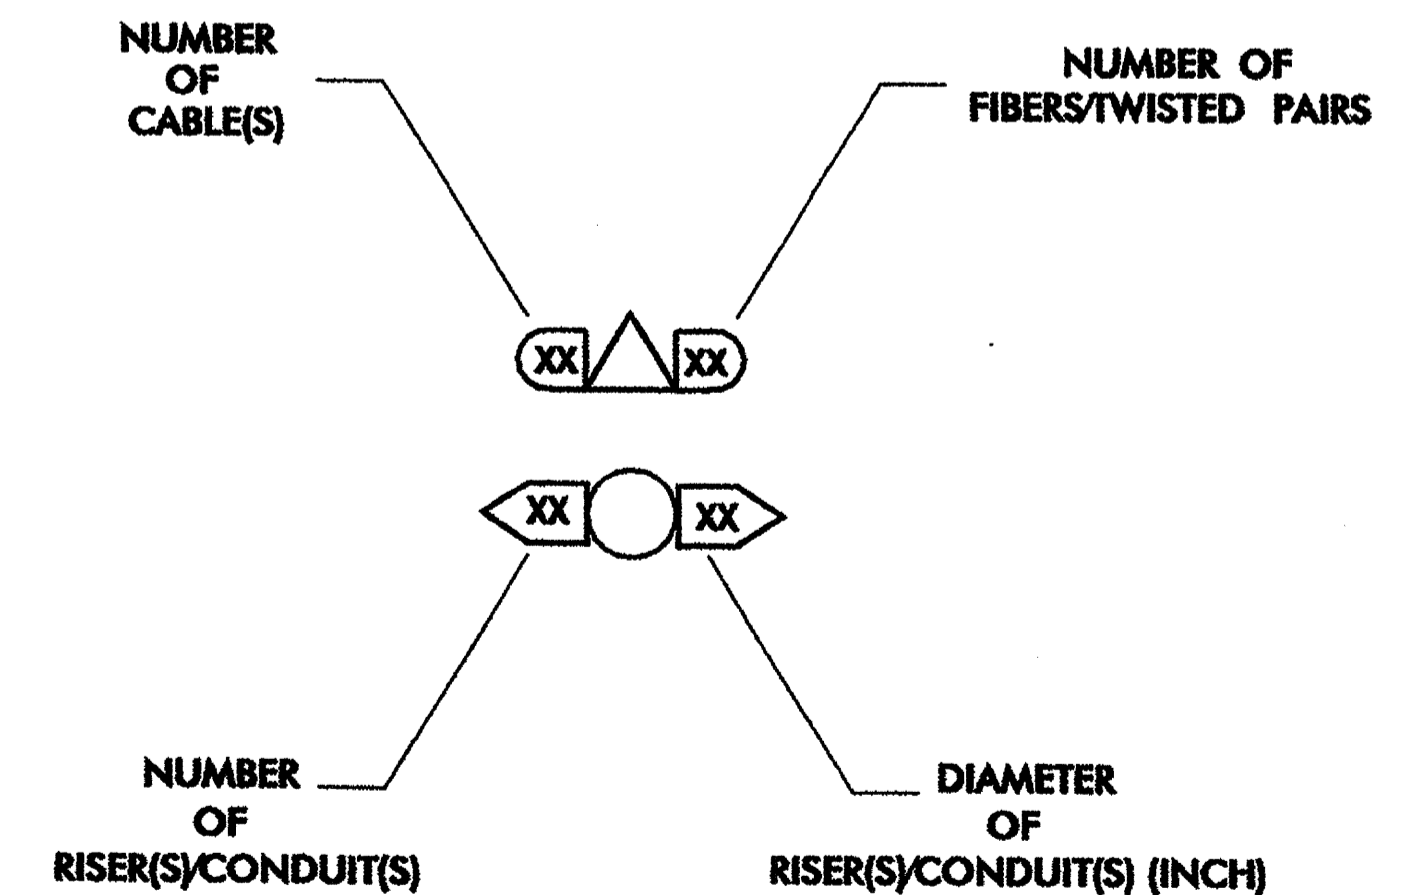 NUMBER
OF
CABLE(S)
NUMBER OF
FIBERS/TWISTED PAIRS
XX
XX
XX
XX
NUMBER
OF
RISER(S)/CONDUIT(S)
DIAMETER
OF
RISER(S)/CONDUIT(S) (INCH)